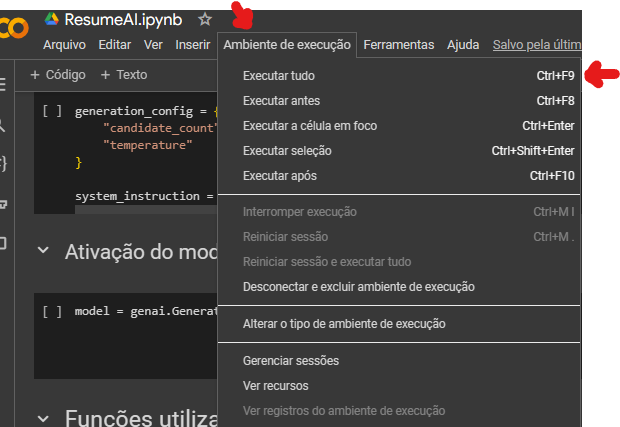 ResumeAI.ipynb
Arquivo Editar Ver Inserir Ambiente de execução Ferramentas Ajuda Salvo pela últim
+ Código + Texto
Executar tudo Ctrl+F9
Executar antes Ctrl+F8
Executar a célula em foco Ctrl+Enter
Executar seleção Ctrl+Shift+Enter
Executar após Ctrl+F10
Interromper execução Ctrl+M I
Reiniciar sessão Ctrl+M .
Reiniciar sessão e executar tudo
Desconectar e excluir ambiente de execução
Alterar o tipo de ambiente de execução
Gerenciar sessões
Ver recursos
Ver registros do ambiente de execução
[ ] generation_config = {
"candidate_count"
"temperature"
}
system_instruction =
Ativação do mod
[ ] model = genai.Generat
Funções utiliza